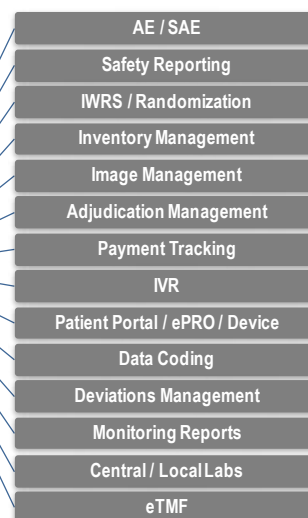 AE / SAE
Safety Reporting
IWRS / Randomization
Inventory Management
Image Management
Adjudication Management
Payment Tracking
IVR
Patient Portal / ePRO / Device
Data Coding
Deviations Management
Monitoring Reports
Central / Local Labs
eTMF